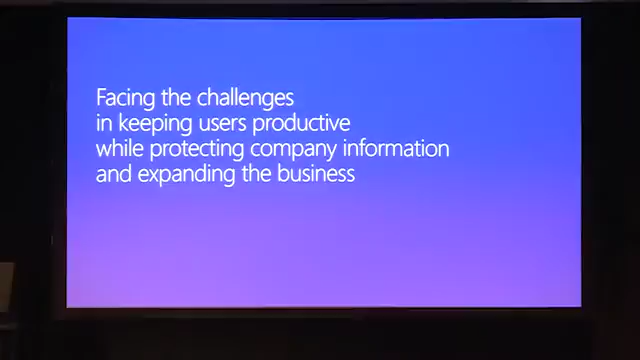 Facing the challenges
in keeping users productive
while protecting company information
and expanding the business